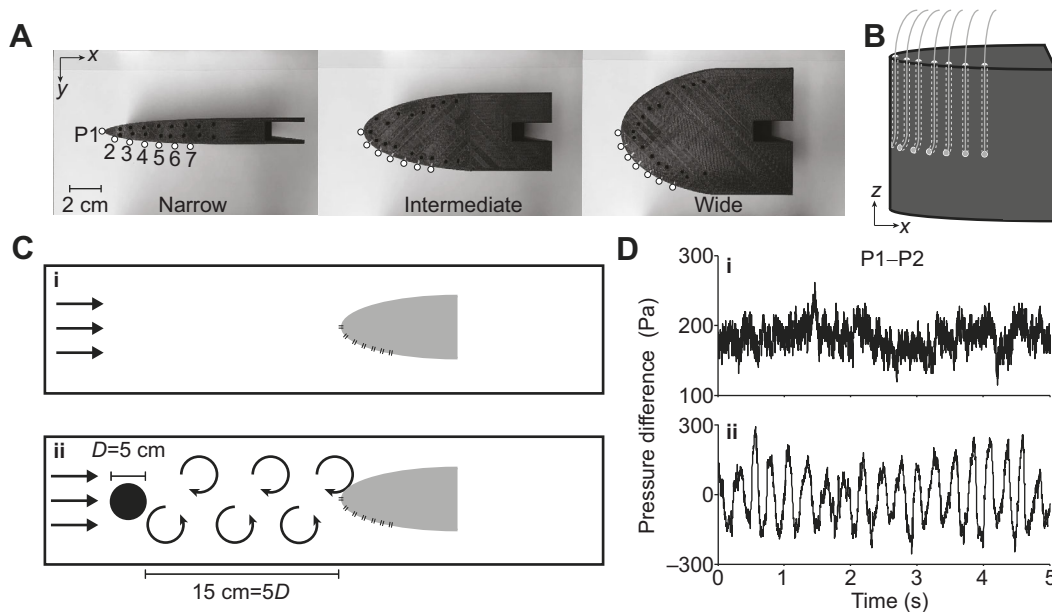 A
x
y
P1
2 3 4 5 6 7
2 cm
Narrow
Intermediate
Wide
B
z
x
C
i
ii
D=5 cm
15 cm=5D
D
P1–P2
i
300
200
100
Pressure difference (Pa)
ii
300
0
–300
0 1 2 3 4 5
Time (s)